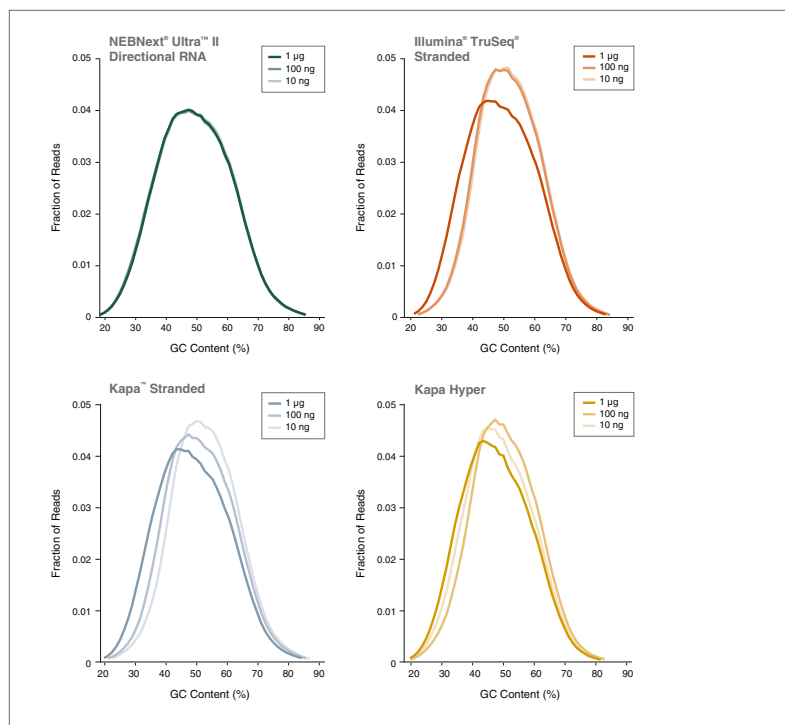 NEBNext® Ultra™ II
Directional RNA
1 µg
100 ng
10 ng
0.05
0.04
0.03
0.02
0.01
0
Fraction of Reads
20 30 40 50 60 70 80 90
GC Content (%)
Illumina® TruSeq®
Stranded
1 µg
100 ng
10 ng
0.05
0.04
0.03
0.02
0.01
0
Fraction of Reads
20 30 40 50 60 70 80 90
GC Content (%)
Kapa™ Stranded
1 µg
100 ng
10 ng
0.05
0.04
0.03
0.02
0.01
0
Fraction of Reads
20 30 40 50 60 70 80 90
GC Content (%)
Kapa Hyper
1 µg
100 ng
10 ng
0.05
0.04
0.03
0.02
0.01
0
Fraction of Reads
20 30 40 50 60 70 80 90
GC Content (%)